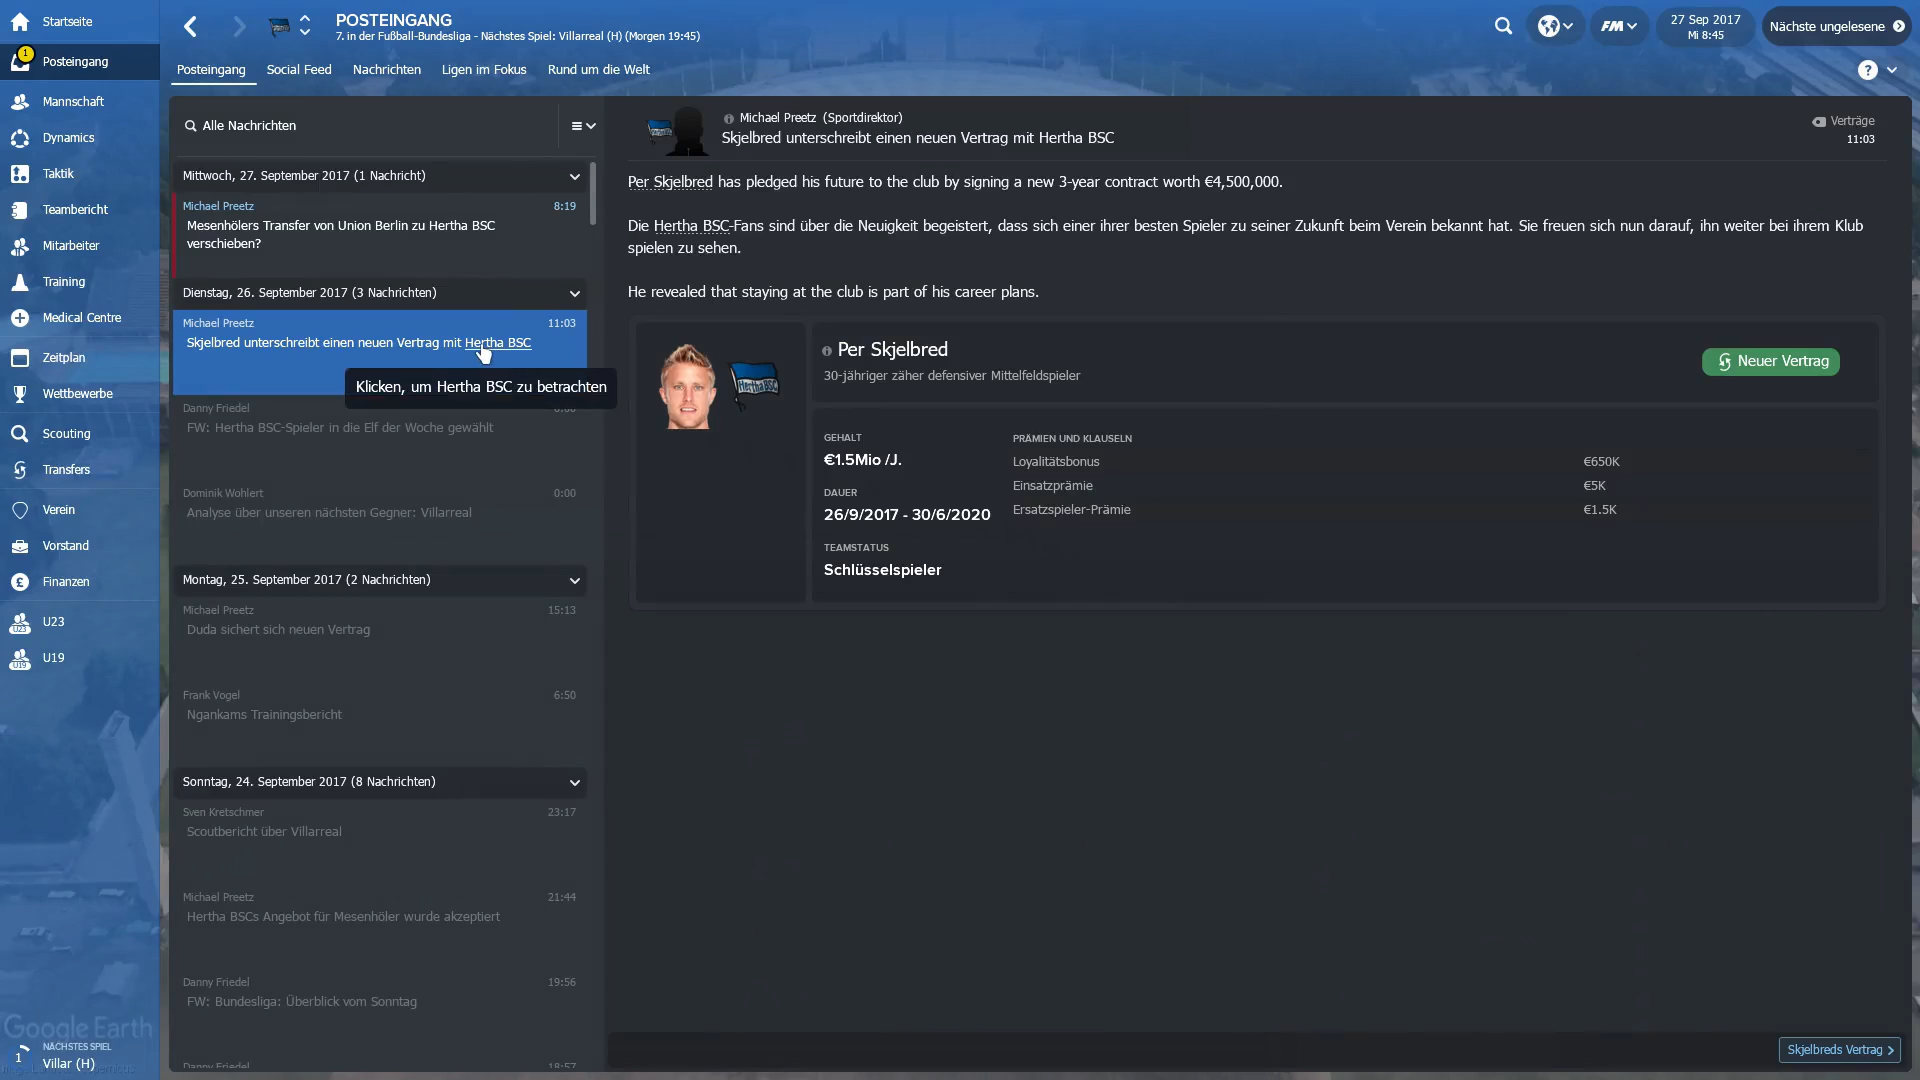 Startseite
1
Posteingang
Mannschaft
Dynamics
Taktik
Teambericht
Mitarbeiter
Training
Medical Centre
Zeitplan
Wettbewerbe
Scouting
Transfers
Verein
Vorstand
Finanzen
U23
U23
U19
U19
Google Earth
NÄCHSTES SPIEL
1
Villar (H)
POSTEINGANG
7. in der Fußball-Bundesliga - Nächstes Spiel: Villarreal (H) (Morgen 19:45)
FM
27 Sep 2017
Mi 8:45
Nächste ungelesene
Posteingang
Social Feed
Nachrichten
Ligen im Fokus
Rund um die Welt
?
Alle Nachrichten
Mittwoch, 27. September 2017 (1 Nachricht)
Michael Preetz 8:19
Mesenhölers Transfer von Union Berlin zu Hertha BSC
verschieben?
Dienstag, 26. September 2017 (3 Nachrichten)
Michael Preetz 11:03
Skjelbred unterschreibt einen neuen Vertrag mit Hertha BSC
Klicken, um Hertha BSC zu betrachten
Danny Friedel
FW: Hertha BSC-Spieler in die Elf der Woche gewählt
Dominik Wohlert 0:00
Analyse über unseren nächsten Gegner: Villarreal
Montag, 25. September 2017 (2 Nachrichten)
Michael Preetz 15:13
Duda sichert sich neuen Vertrag
Frank Vogel 6:50
Ngankams Trainingsbericht
Sonntag, 24. September 2017 (8 Nachrichten)
Sven Kretschmer 23:17
Scoutbericht über Villarreal
Michael Preetz 21:44
Hertha BSCs Angebot für Mesenhöler wurde akzeptiert
Danny Friedel 19:56
FW: Bundesliga: Überblick vom Sonntag
Danny Friedel 18:57
Michael Preetz (Sportdirektor)
Skjelbred unterschreibt einen neuen Vertrag mit Hertha BSC
Verträge
11:03
Per Skjelbred has pledged his future to the club by signing a new 3-year contract worth €4,500,000.
Die Hertha BSC-Fans sind über die Neuigkeit begeistert, dass sich einer ihrer besten Spieler zu seiner Zukunft beim Verein bekannt hat. Sie freuen sich nun darauf, ihn weiter bei ihrem Klub
spielen zu sehen.
He revealed that staying at the club is part of his career plans.
Hertha BSC
Per Skjelbred
30-jähriger zäher defensiver Mittelfeldspieler
Neuer Vertrag
GEHALT
€1.5Mio /J.
DAUER
26/9/2017 - 30/6/2020
TEAMSTATUS
Schlüsselspieler
PRÄMIEN UND KLAUSELN
Loyalitätsbonus €650K
Einsatzprämie €5K
Ersatzspieler-Prämie €1.5K
Skjelbreds Vertrag